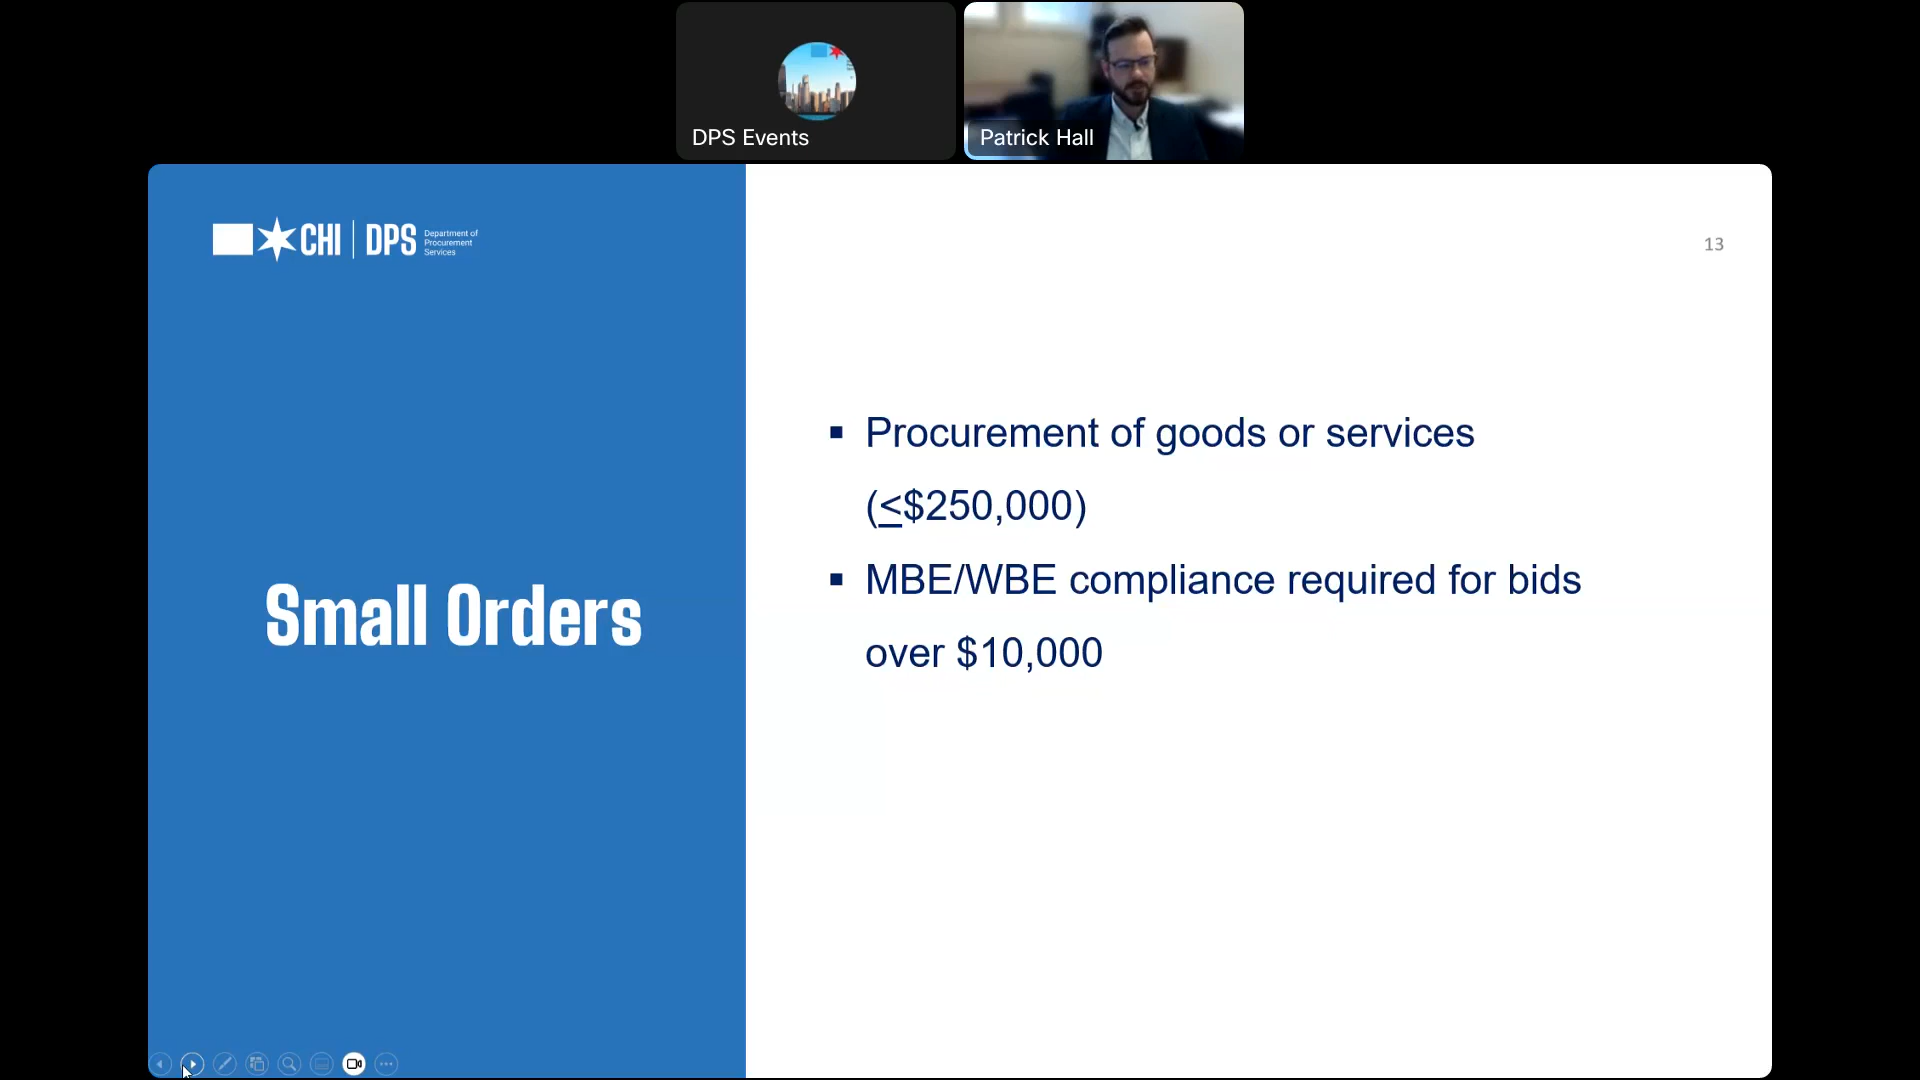 DPS Events
Patrick Hall
CHI | DPS
Department of
Procurement
Services
13
Small Orders
▪ Procurement of goods or services
(≤$250,000)
▪ MBE/WBE compliance required for bids
over $10,000